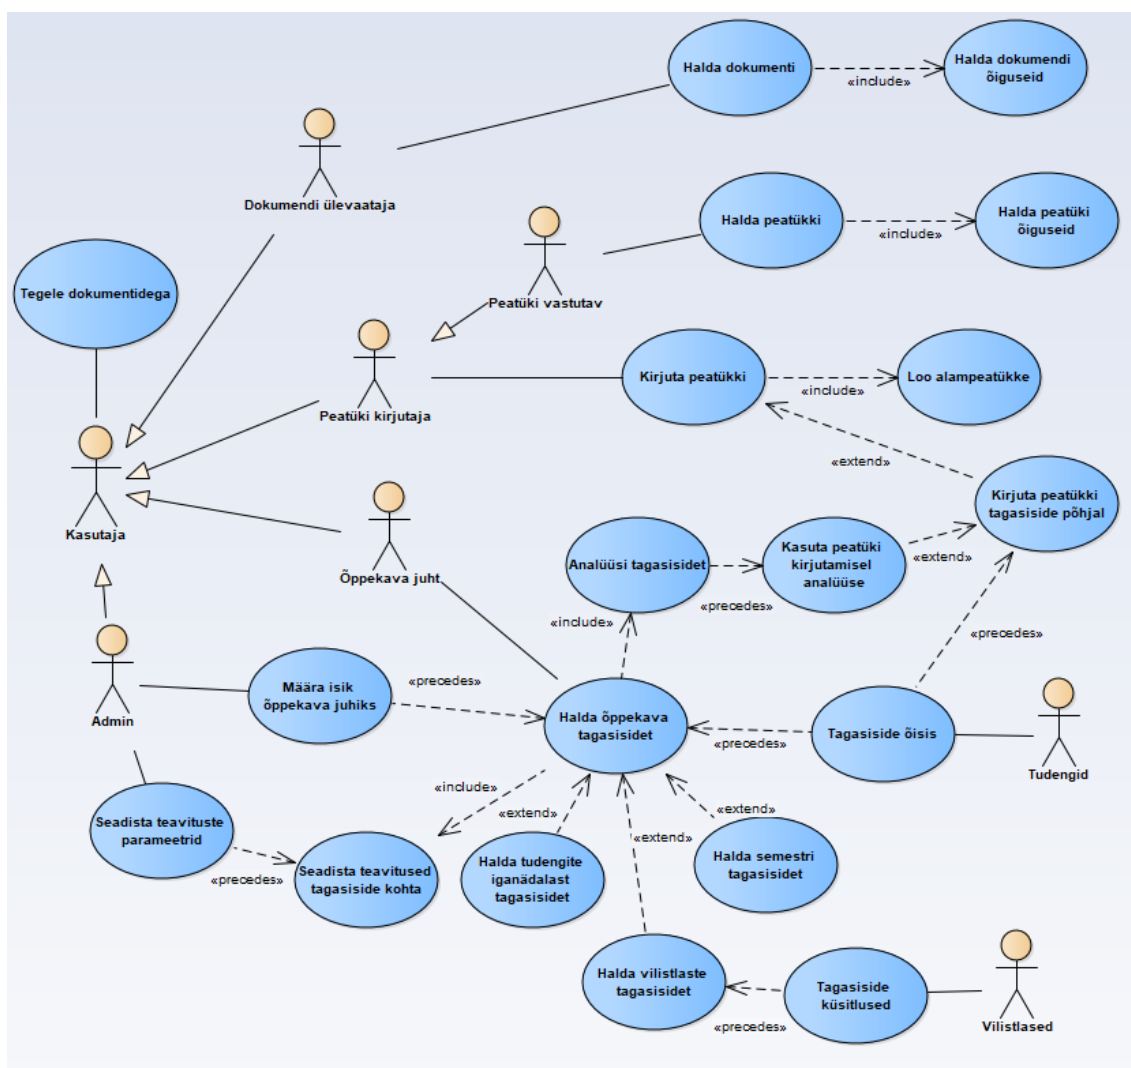 Halda dokumenti
«include»
Halda dokumendi
õiguseid
Dokumendi ülevaataja
Halda peatükki
«include»
Halda peatüki
õiguseid
Tegele dokumentidega
Peatüki vastutav
Peatüki kirjutaja
Kirjuta peatükki
«include»
Loo alampeatükke
«extend»
Kasutaja
Kirjuta peatükki
tagasiside põhjal
Õppekava juht
Analüüsi tagasisidet
«precedes»
Kasuta peatüki
kirjutamisel
analüüse
«extend»
«include»
«precedes»
Admin
Määra isik
õppekava juhiks
«precedes»
Halda õppekava
tagasisidet
«precedes»
Tagasiside õisis
Tudengid
«include»
«extend»
«extend»
«extend»
Seadista teavituste
parameetrid
«precedes»
Seadista teavitused
tagasiside kohta
Halda tudengite
iganädalast
tagasisidet
Halda semestri
tagasisidet
Halda vilistlaste
tagasisidet
«precedes»
Tagasiside
küsitlused
Vilistlased